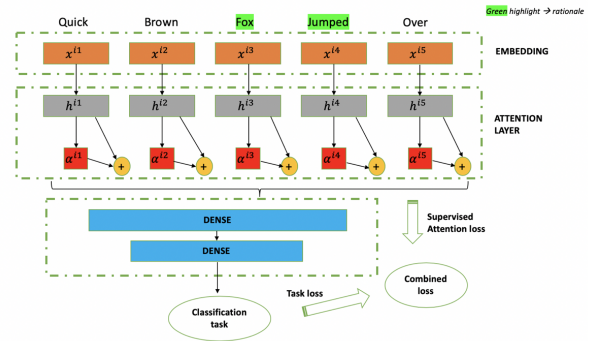 Green highlight → rationale
Quick Brown Fox Jumped Over
x^{i1} x^{i2} x^{i3} x^{i4} x^{i5}
EMBEDDING
h^{i1} h^{i2} h^{i3} h^{i4} h^{i5}
ATTENTION
LAYER
α^{i1} + α^{i2} + α^{i3} + α^{i4} + α^{i5} +
DENSE
DENSE
Supervised
Attention loss
Combined
loss
Task loss
Classification
task